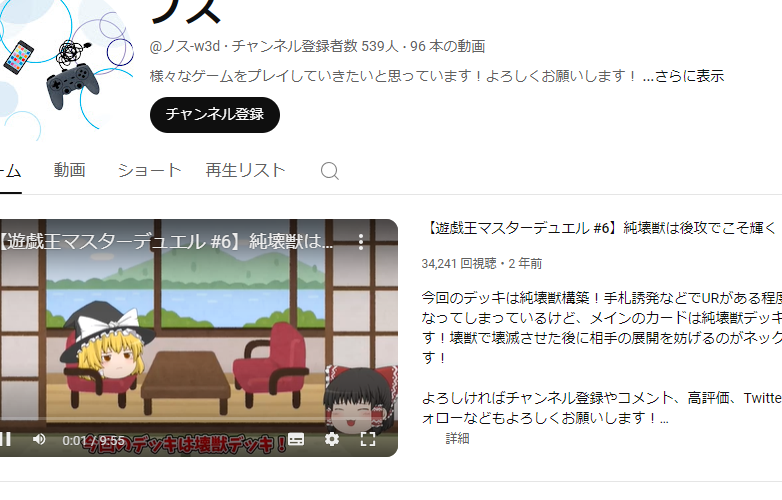 ノス
@ノス-w3d・チャンネル登録者数 539人・96 本の動画
様々なゲームをプレイしていきたいと思っています！よろしくお願いします！ ...さらに表示
チャンネル登録
ーム 動画 ショート 再生リスト
【遊戯王マスターデュエル #6】純壊獣は...
今回のデッキは壊獣デッキ！
0:01 / 9:55
【遊戯王マスターデュエル #6】純壊獣は後攻でこそ輝く
34,241 回視聴・2 年前
今回のデッキは純壊獣構築！手札誘発などでURがある程度
なってしまっているけど、メインのカードは純壊獣デッキ
す！壊獣で壊滅させた後に相手の展開を妨げるのがネック
す！
よろしければチャンネル登録やコメント、高評価、Twitte
ォローなどもよろしくお願いします！...
詳細